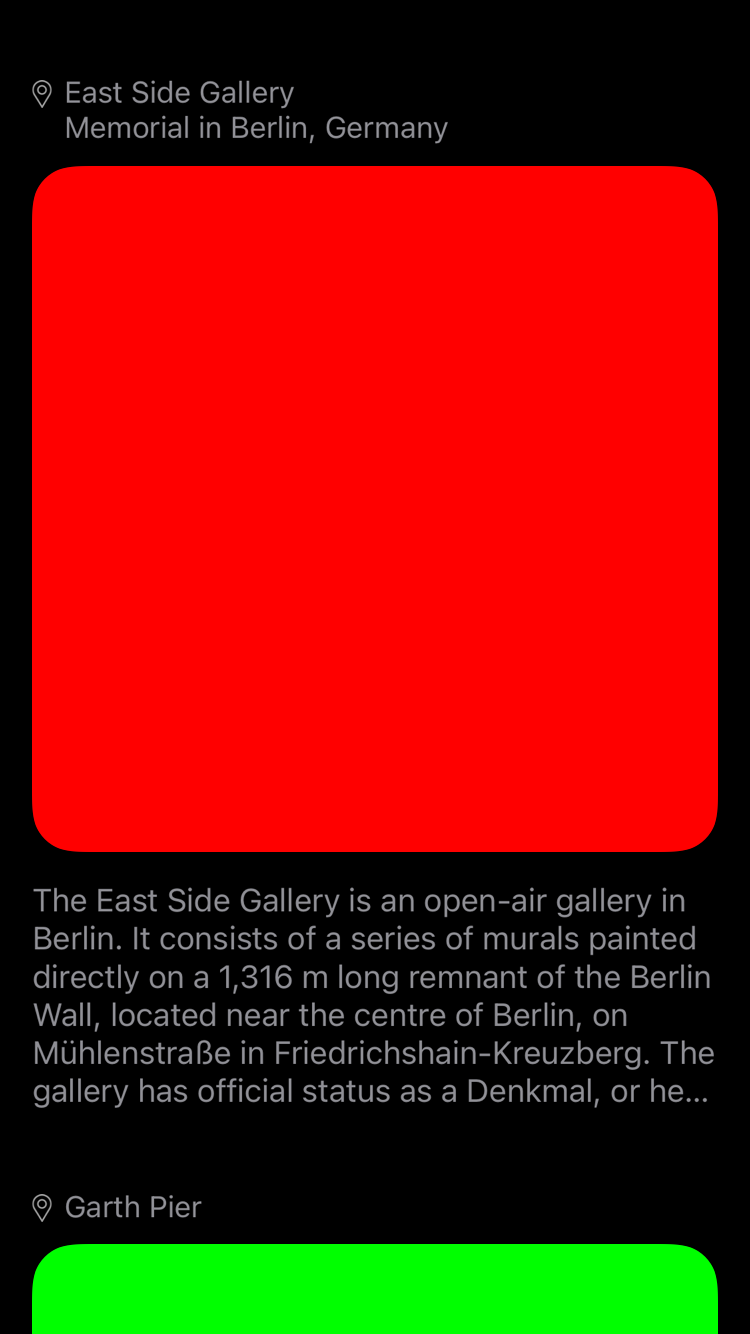 East Side Gallery
Memorial in Berlin, Germany
The East Side Gallery is an open-air gallery in
Berlin. It consists of a series of murals painted
directly on a 1,316 m long remnant of the Berlin
Wall, located near the centre of Berlin, on
Mühlenstraße in Friedrichshain-Kreuzberg. The
gallery has official status as a Denkmal, or he...
Garth Pier